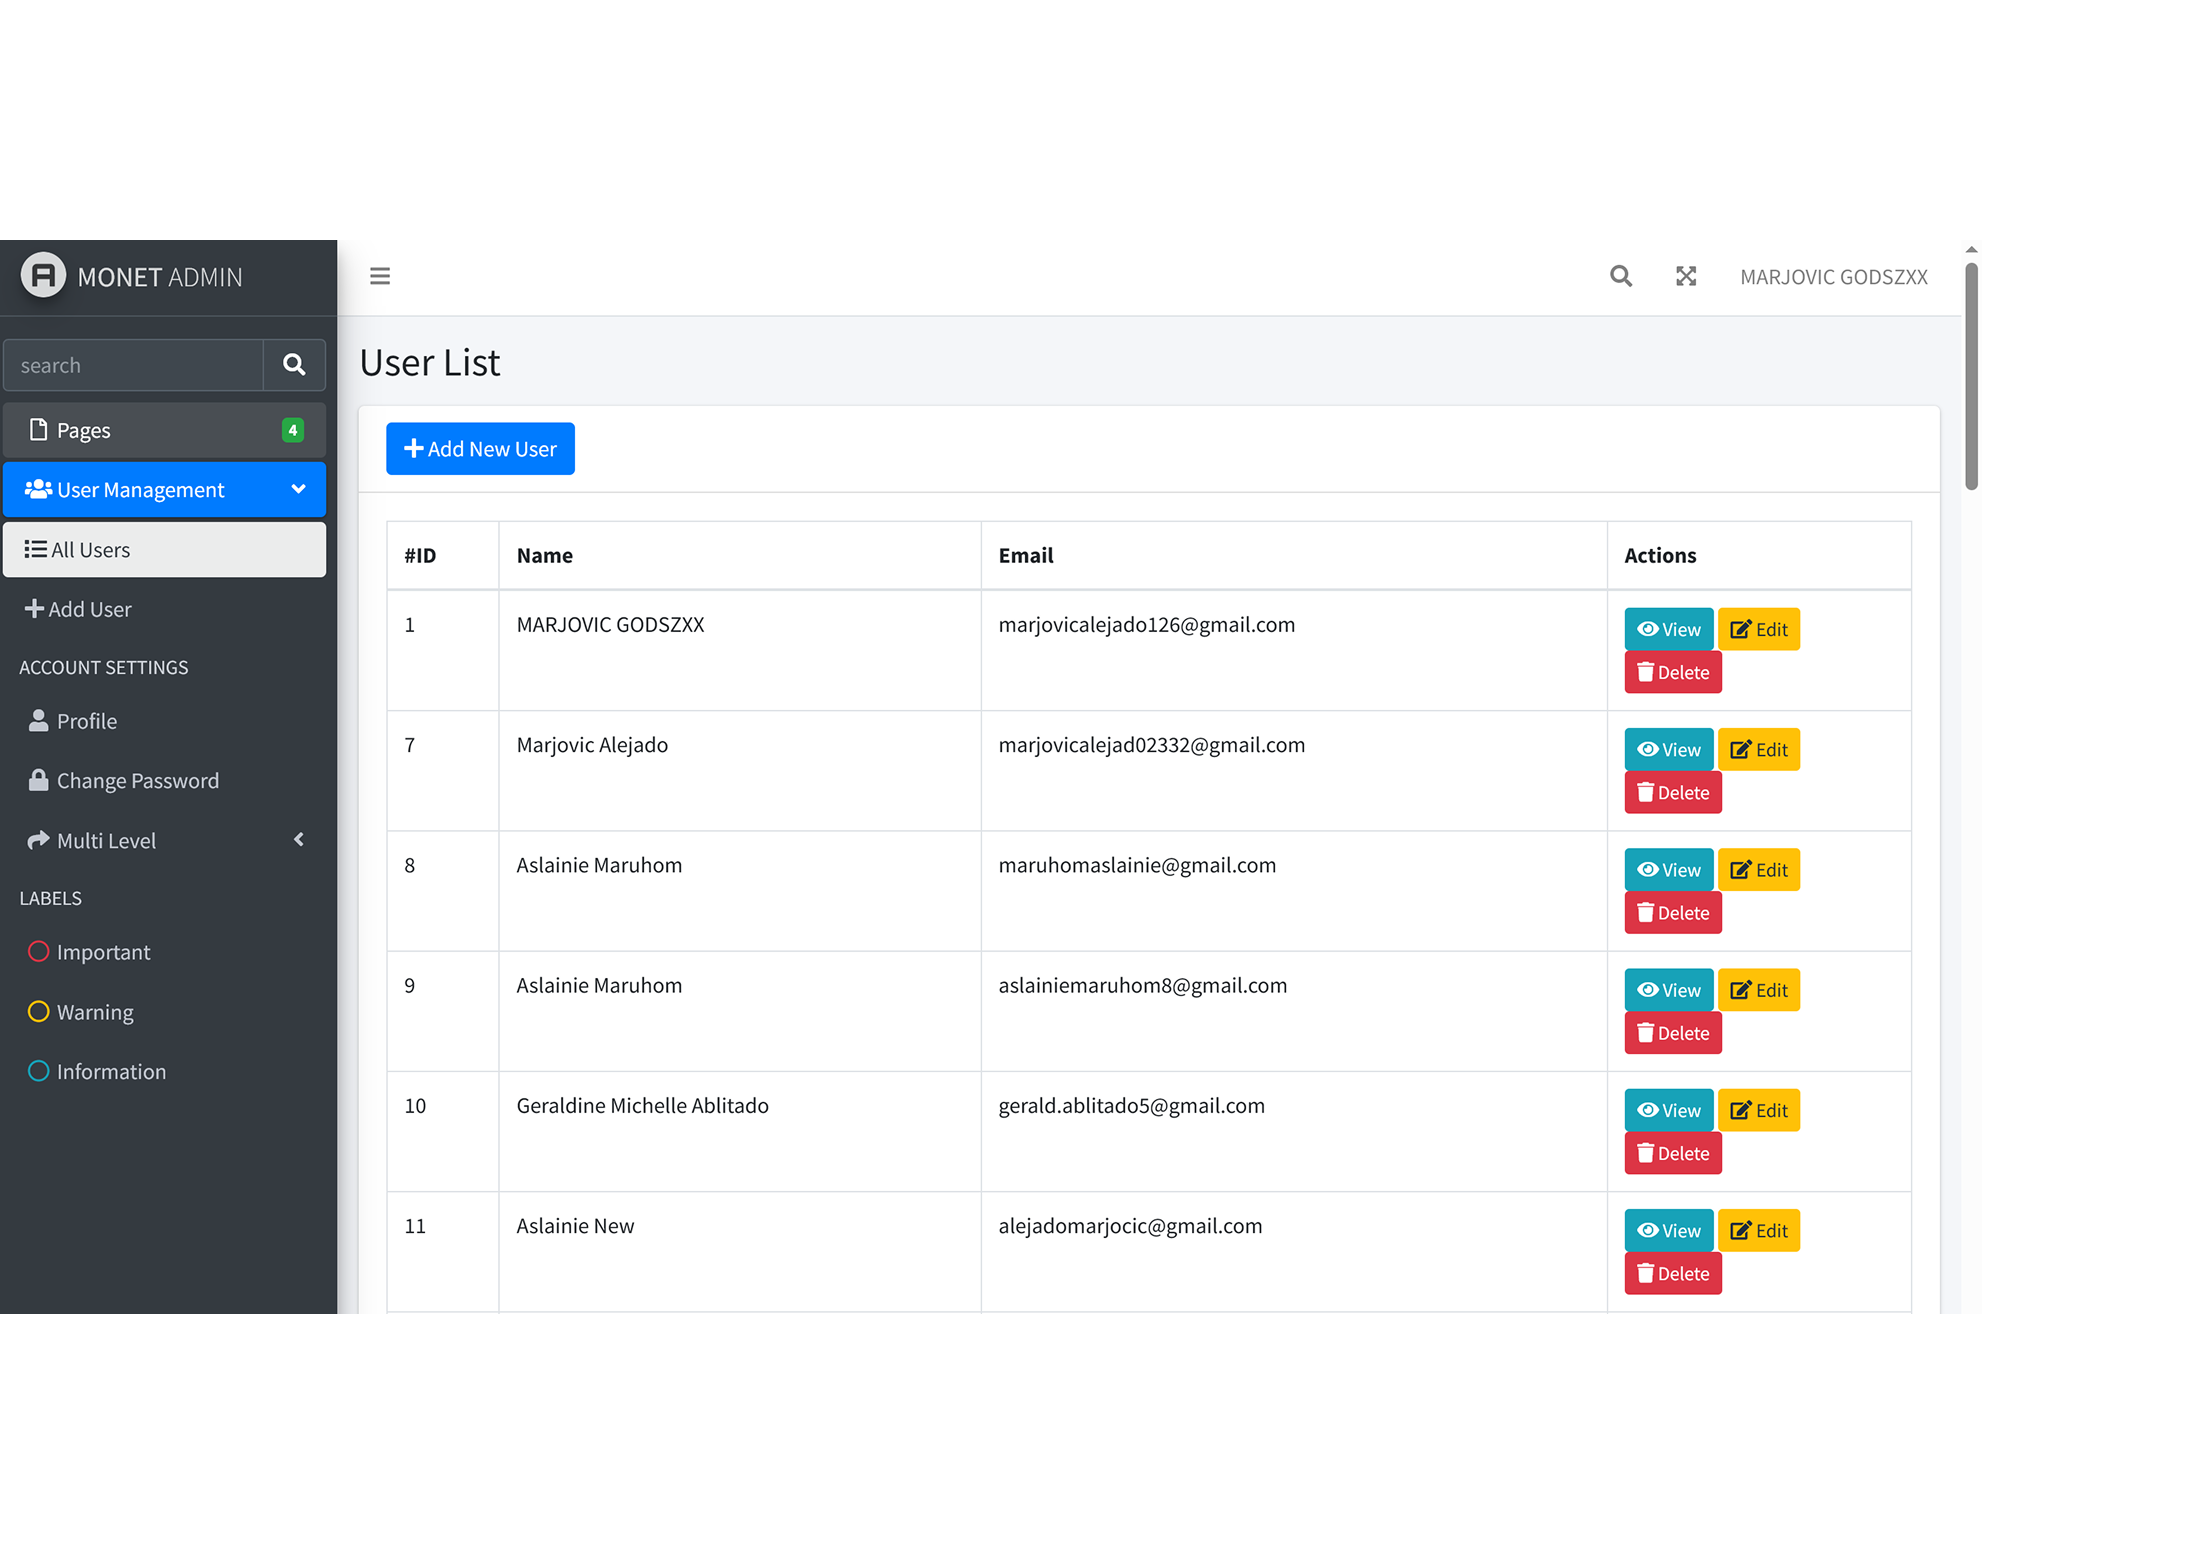 MONET ADMIN
MARJOVIC GODSZXX
search
Pages 4
User Management
All Users
Add User
ACCOUNT SETTINGS
Profile
Change Password
Multi Level
LABELS
Important
Warning
Information
User List
Add New User
#ID Name Email Actions
1 MARJOVIC GODSZXX marjovicalejado126@gmail.com View Edit
Delete
7 Marjovic Alejado marjovicalejad02332@gmail.com View Edit
Delete
8 Aslainie Maruhom maruhomaslainie@gmail.com View Edit
Delete
9 Aslainie Maruhom aslainiemaruhom8@gmail.com View Edit
Delete
10 Geraldine Michelle Ablitado gerald.ablitado5@gmail.com View Edit
Delete
11 Aslainie New alejadomarjocic@gmail.com View Edit
Delete